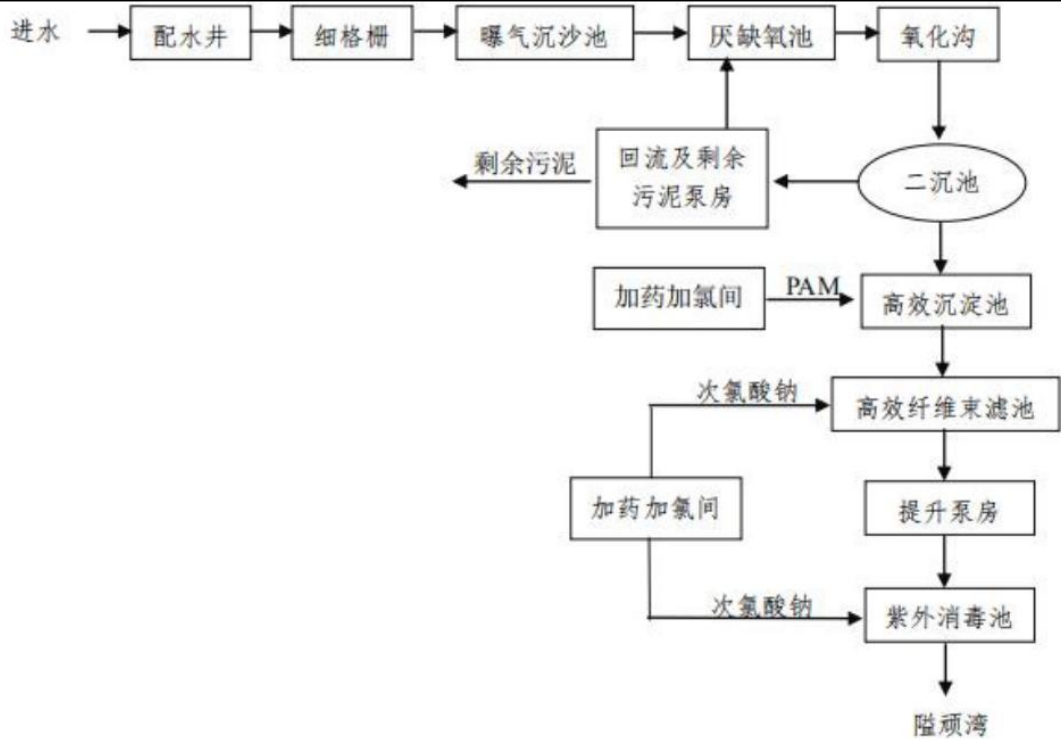 进水
配水井
细格栅
曝气沉沙池
厌缺氧池
氧化沟
剩余污泥
回流及剩余
污泥泵房
二沉池
加药加氯间
PAM
高效沉淀池
次氯酸钠
高效纤维束滤池
加药加氯间
提升泵房
次氯酸钠
紫外消毒池
隘顽湾